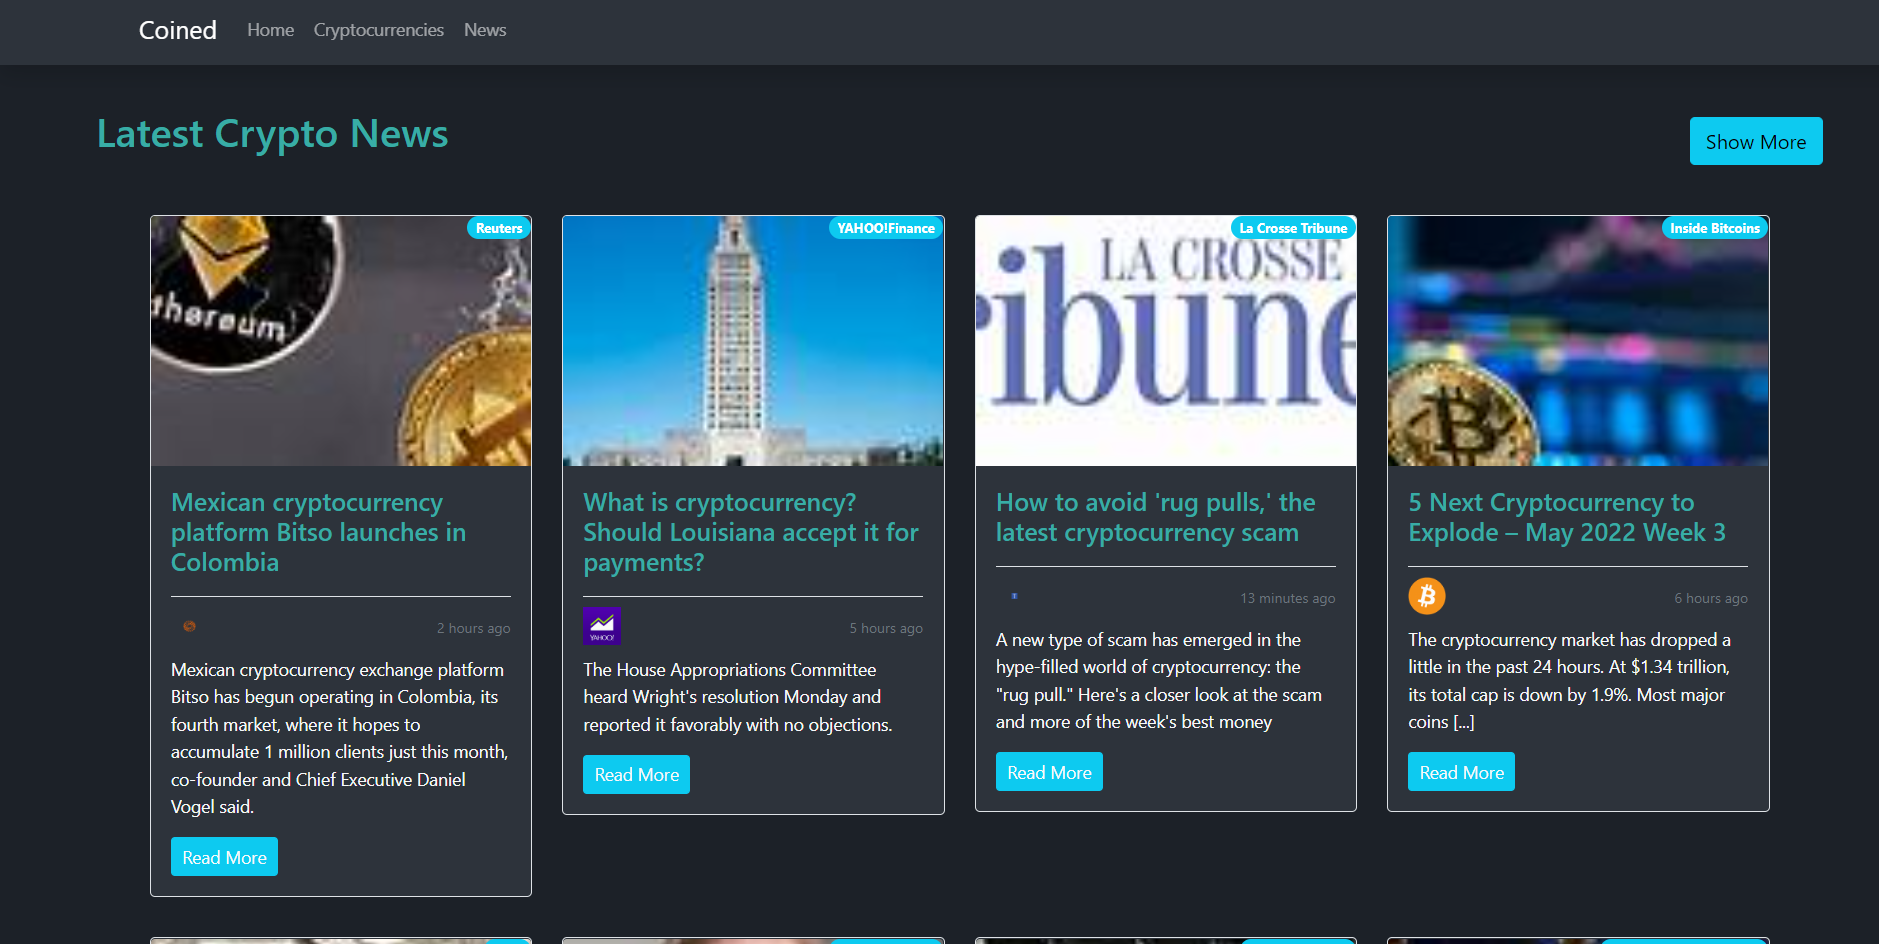 Coined
Home
Cryptocurrencies
News
Latest Crypto News
Show More
Reuters
thereum
Mexican cryptocurrency
platform Bitso launches in
Colombia
2 hours ago
Mexican cryptocurrency exchange platform
Bitso has begun operating in Colombia, its
fourth market, where it hopes to
accumulate 1 million clients just this month,
co-founder and Chief Executive Daniel
Vogel said.
Read More
YAHOO!Finance
What is cryptocurrency?
Should Louisiana accept it for
payments?
YAHOO!
5 hours ago
The House Appropriations Committee
heard Wright's resolution Monday and
reported it favorably with no objections.
Read More
La Crosse Tribune
LA CROSSE
ribune
How to avoid 'rug pulls,' the
latest cryptocurrency scam
13 minutes ago
A new type of scam has emerged in the
hype-filled world of cryptocurrency: the
"rug pull." Here's a closer look at the scam
and more of the week's best money
Read More
Inside Bitcoins
5 Next Cryptocurrency to
Explode – May 2022 Week 3
6 hours ago
The cryptocurrency market has dropped a
little in the past 24 hours. At $1.34 trillion,
its total cap is down by 1.9%. Most major
coins [...]
Read More